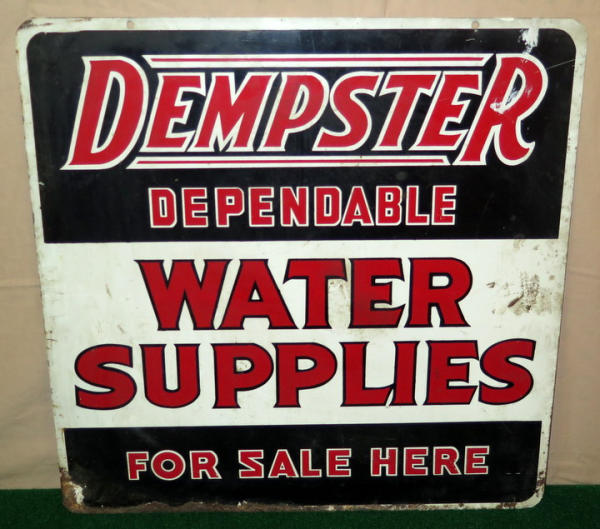 DEMPSTER
DEPENDABLE
WATER
SUPPLIES
FOR SALE HERE